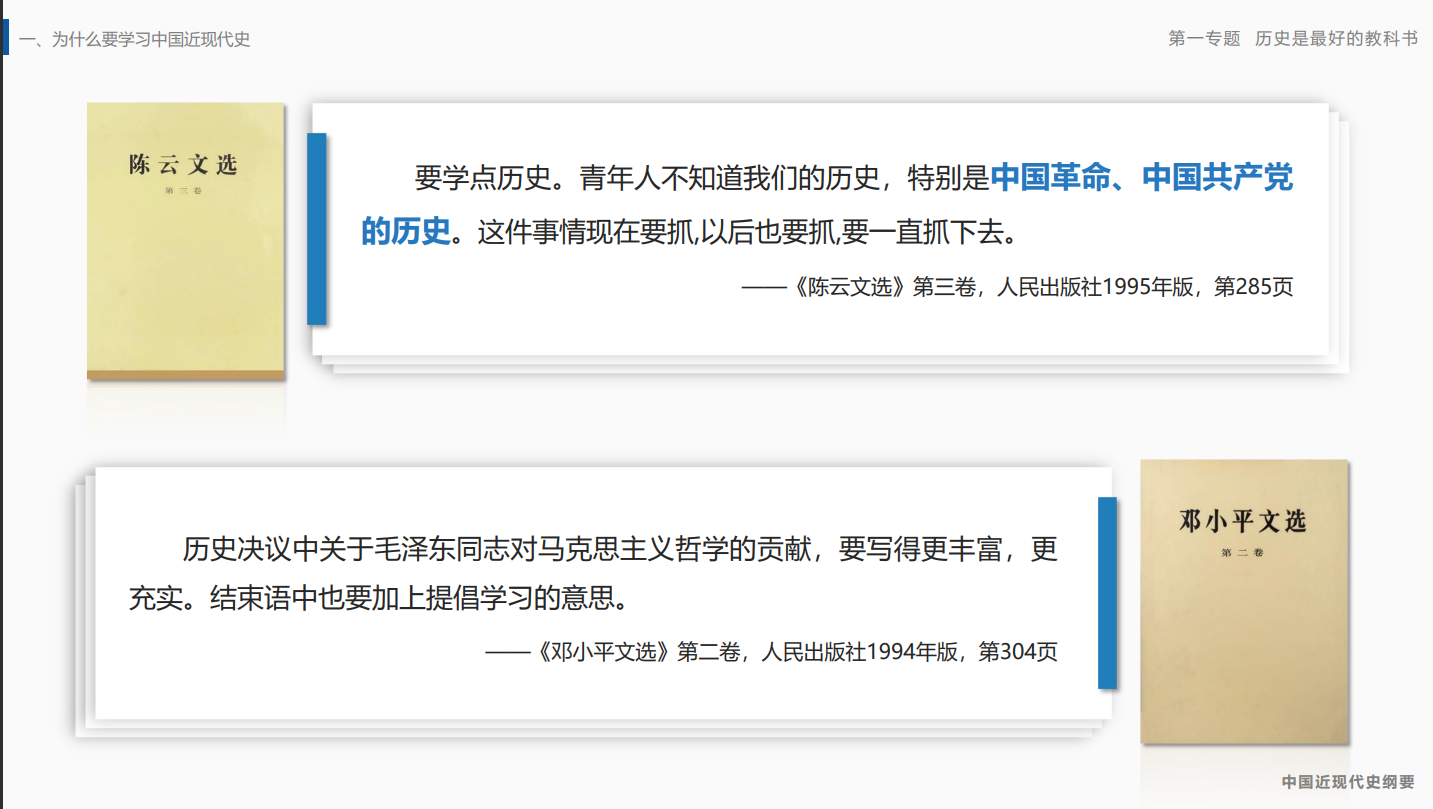 一、为什么要学习中国近现代史
第一专题 历史是最好的教科书
陈云文选
第三卷
要学点历史。青年人不知道我们的历史，特别是中国革命、中国共产党
的历史。这件事情现在要抓,以后也要抓,要一直抓下去。
——《陈云文选》第三卷，人民出版社1995年版，第285页
历史决议中关于毛泽东同志对马克思主义哲学的贡献，要写得更丰富，更
充实。结束语中也要加上提倡学习的意思。
——《邓小平文选》第二卷，人民出版社1994年版，第304页
邓小平文选
第二卷
中国近现代史纲要